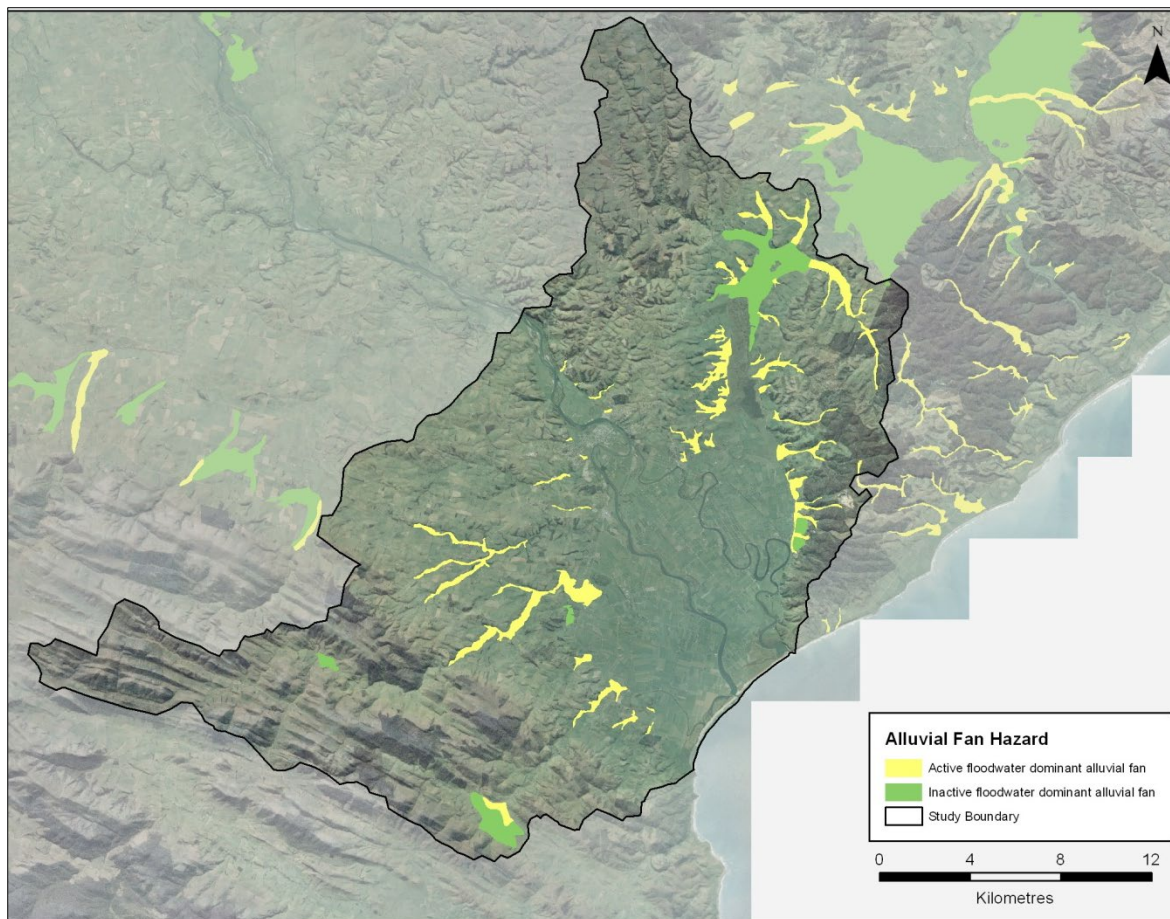 N
Alluvial Fan Hazard
Active floodwater dominant alluvial fan
Inactive floodwater dominant alluvial fan
Study Boundary
0 4 8 12
Kilometres